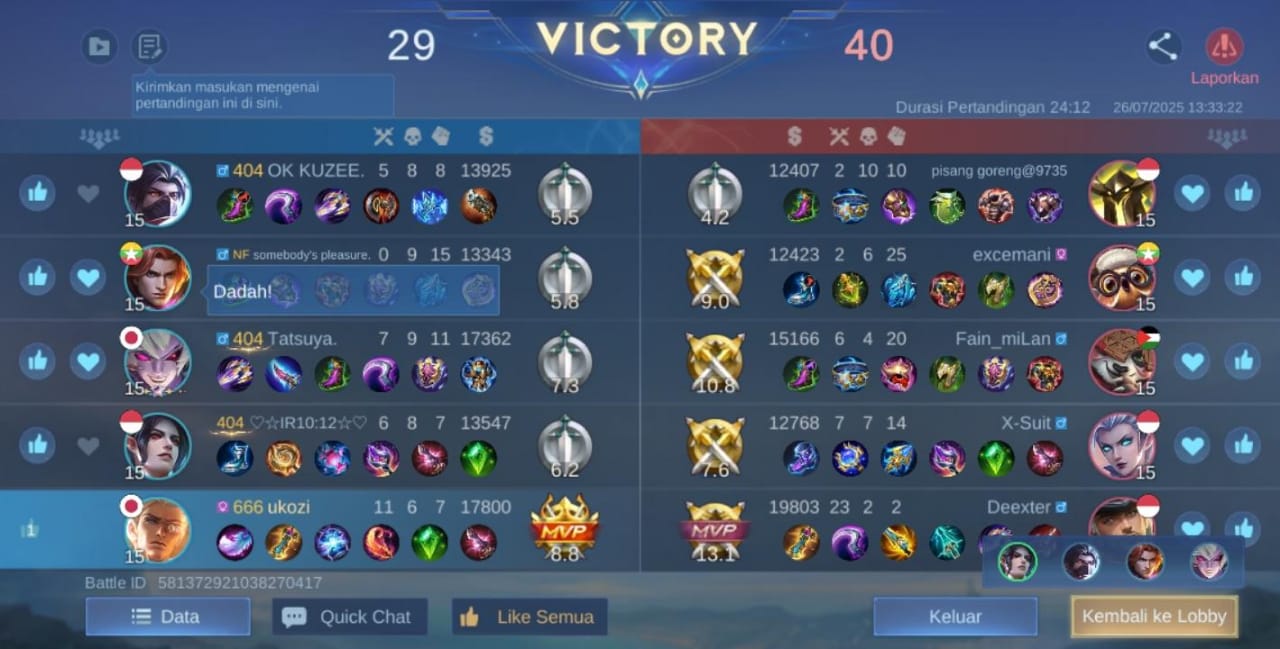 29 VICTORY 40
Laporkan
Kirimkan masukan mengenai
pertandingan ini di sini.
Durasi Pertandingan 24:12 26/07/2025 13:33:22
404 OK KUZEE. 5 8 8 13925
15
5.5
12407 2 10 10 pisang goreng@9735
4.2
15
NF somebody's pleasure. 0 9 15 13343
Dadah!
15
5.8
12423 2 6 25 excemani
9.0
15
404 Tatsuya. 7 9 11 17362
15
7.3
15166 6 4 20 Fain_miLan
10.8
15
404 ♡☆IR10:12☆♡ 6 8 7 13547
15
6.2
12768 7 7 14 X-Suit
7.6
15
1
666 ukozi 11 6 7 17800
15
MVP
8.8
19803 23 2 2 Deexter
MVP
13.1
Battle ID 581372921038270417
Data
Quick Chat
Like Semua
Keluar
Kembali ke Lobby